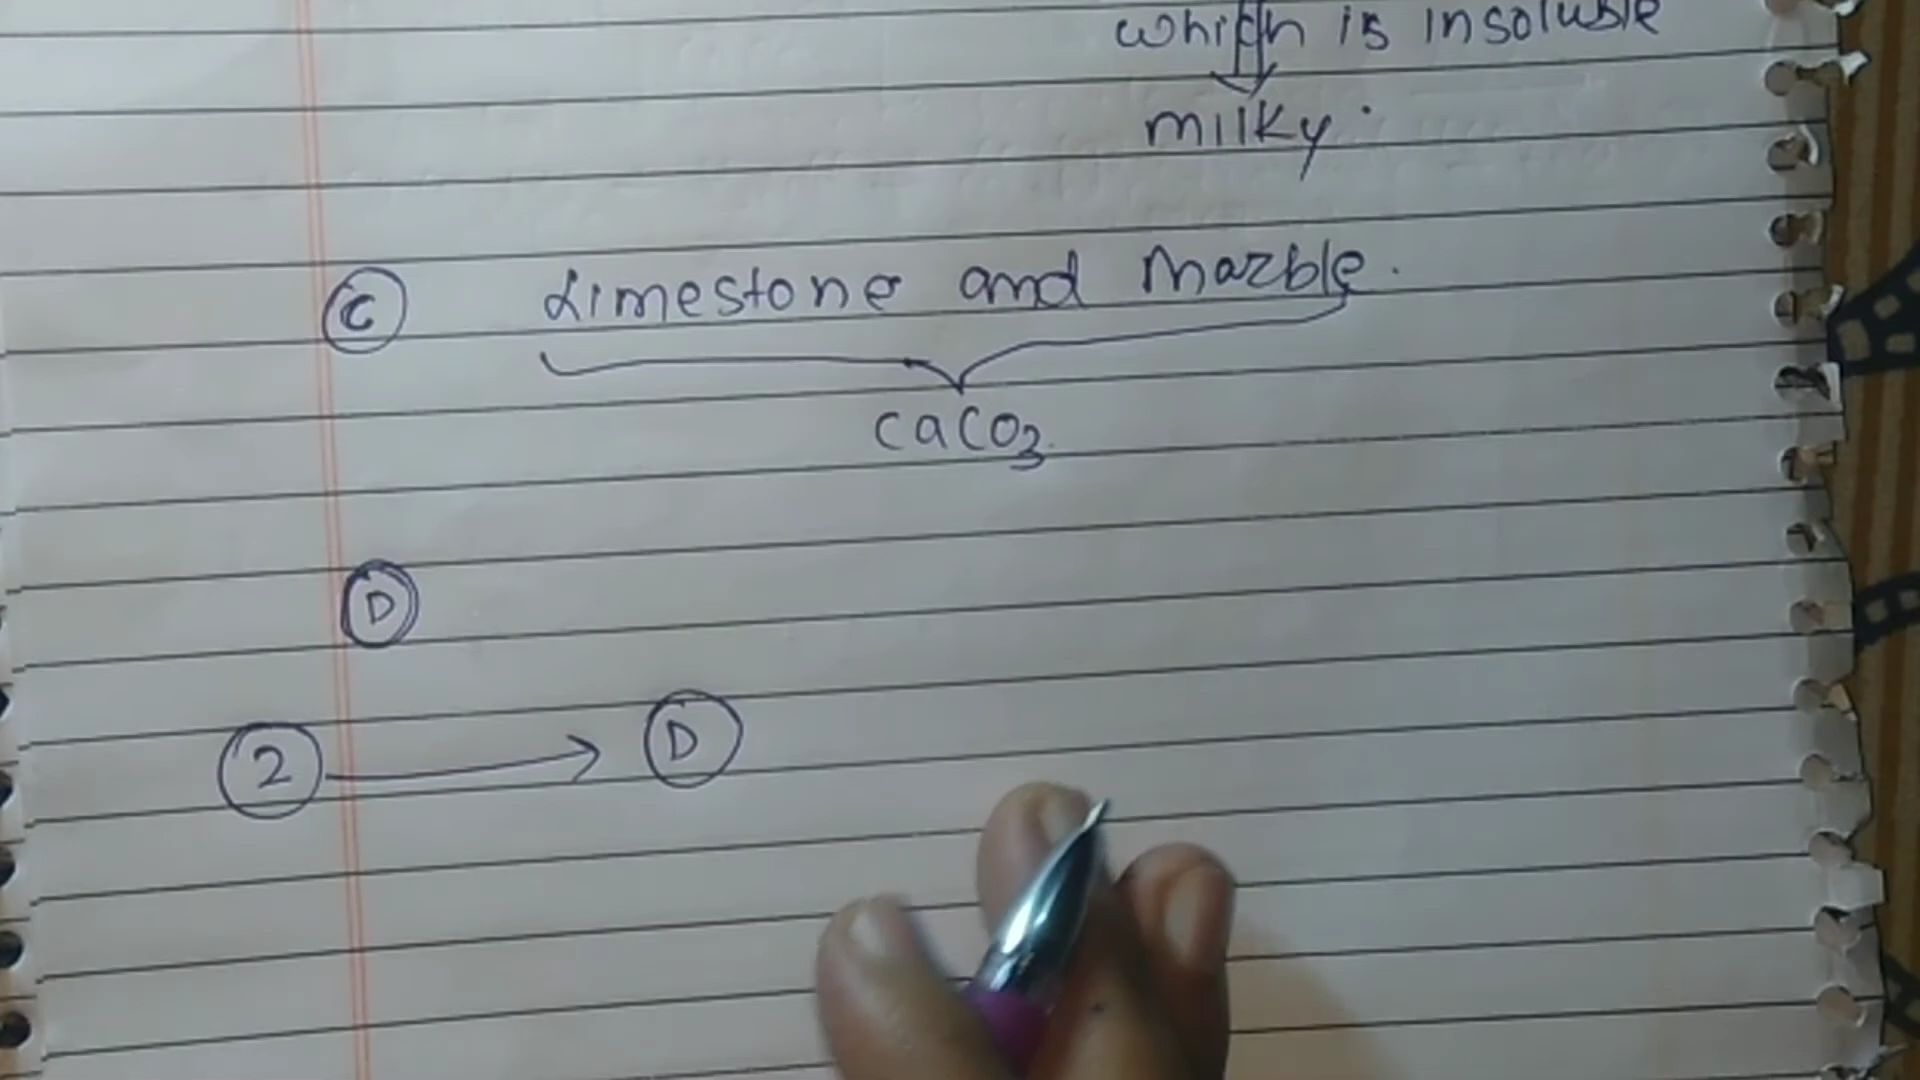 which is insoluble
milky.
C Limestone and Marble.
CaCO3.
D
2 → D